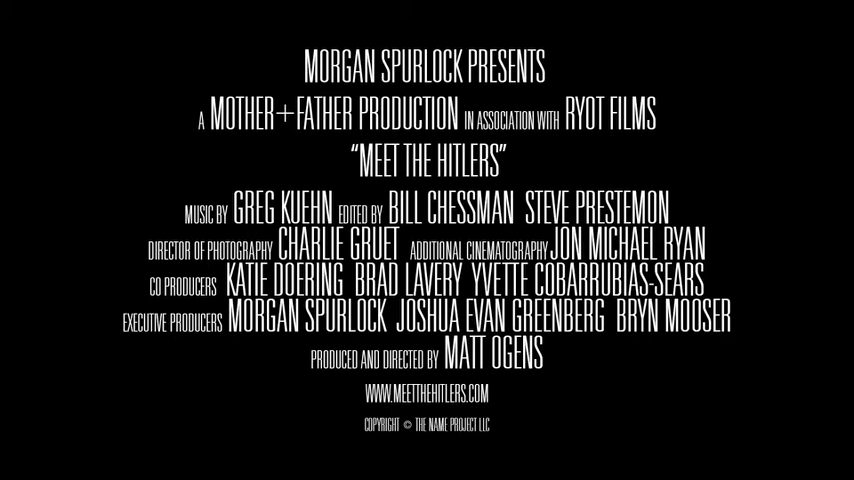 MORGAN SPURLOCK PRESENTS
A MOTHER+FATHER PRODUCTION IN ASSOCIATION WITH RYOT FILMS
"MEET THE HITLERS"
MUSIC BY GREG KUEHN EDITED BY BILL CHESSMAN STEVE PRESTEMON
DIRECTOR OF PHOTOGRAPHY CHARLIE GRUET ADDITIONAL CINEMATOGRAPHY JON MICHAEL RYAN
CO PRODUCERS KATIE DOERING BRAD LAVERY YVETTE COBARRUBIAS-SEARS
EXECUTIVE PRODUCERS MORGAN SPURLOCK JOSHUA EVAN GREENBERG BRYN MOOSER
PRODUCED AND DIRECTED BY MATT OGENS
WWW.MEETTHEHITLERS.COM
COPYRIGHT © THE NAME PROJECT LLC